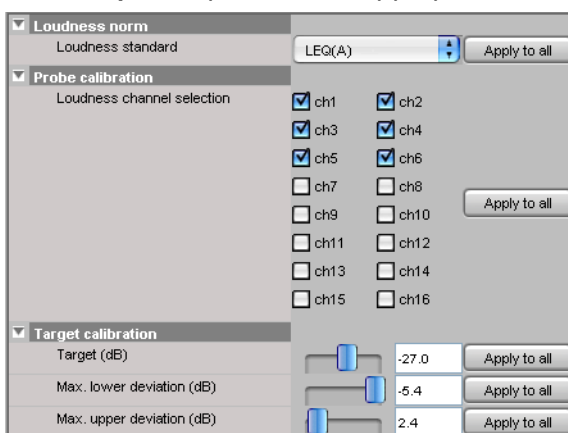 Loudness norm
Loudness standard LEQ(A) Apply to all
Probe calibration
Loudness channel selection ch1 ch2
ch3 ch4
ch5 ch6
ch7 ch8
Apply to all
ch9 ch10
ch11 ch12
ch13 ch14
ch15 ch16
Target calibration
Target (dB) -27.0 Apply to all
Max. lower deviation (dB) -5.4 Apply to all
Max. upper deviation (dB) 2.4 Apply to all